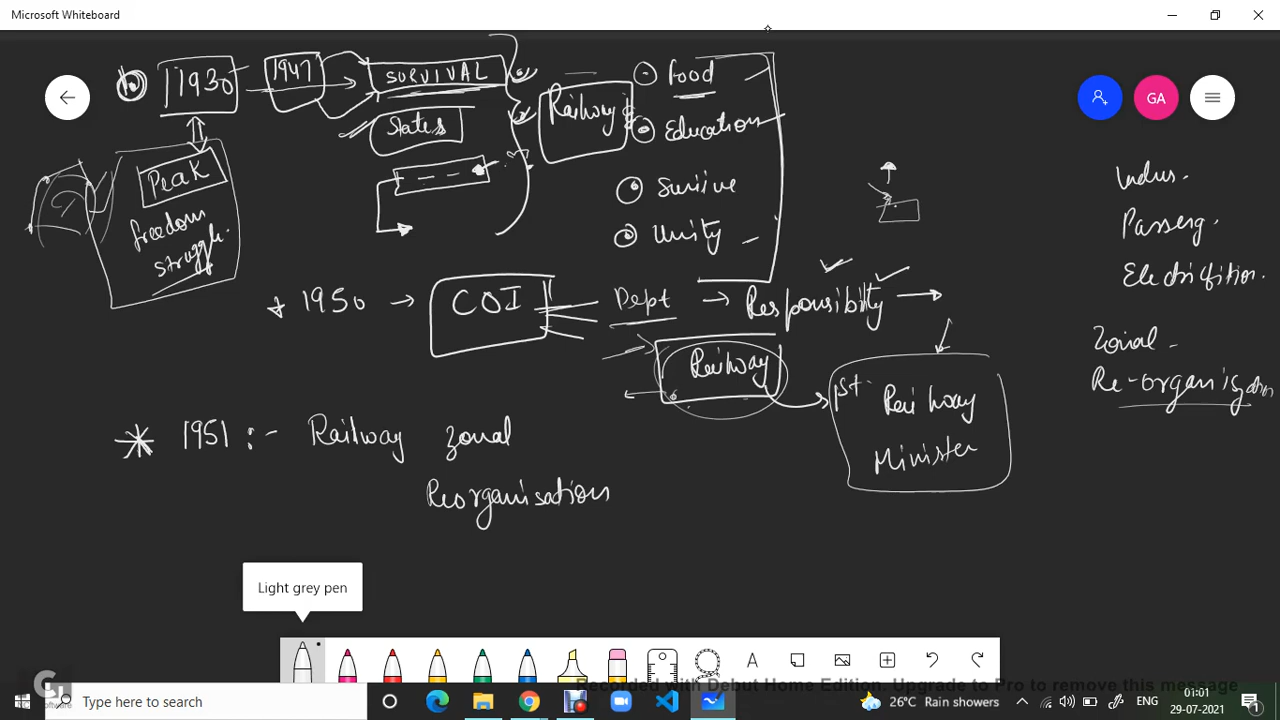 Microsoft Whiteboard
1930
1947
SURVIVAL
States
Railway
Food
Education
Survive
Unity
Peak
freedom
struggle.
GA
Indus.
Passeng.
Electrifition.
Zonal -
Re-organisation
1950 → COI Dept → Responsibility →
Railway
1st Railway
Minister
* 1951 :- Railway zonal
Reorganisation
Light grey pen
Recorded with Debut Home Edition. Upgrade to Pro to remove this message
Type here to search
26°C Rain showers
ENG
01:01
29-07-2021